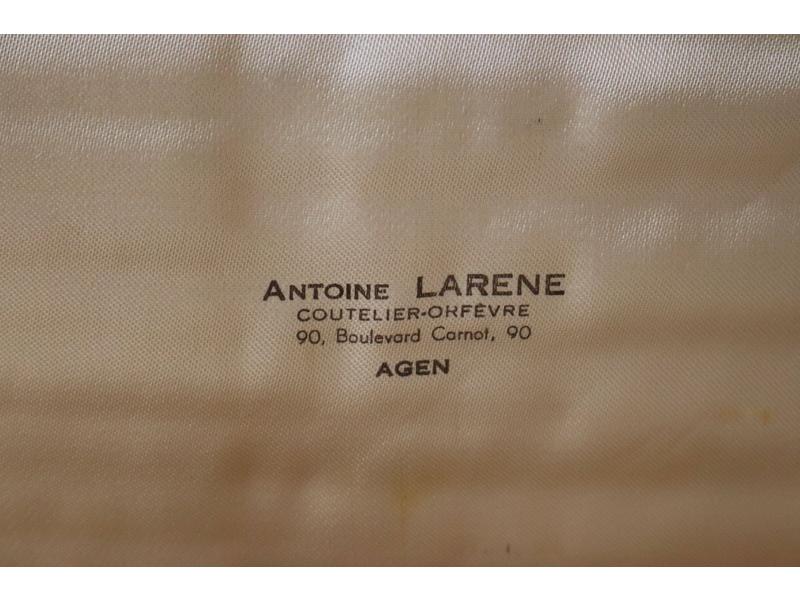 ANTOINE LARENE
COUTELIER-ORFÈVRE
90, Boulevard Carnot, 90
AGEN